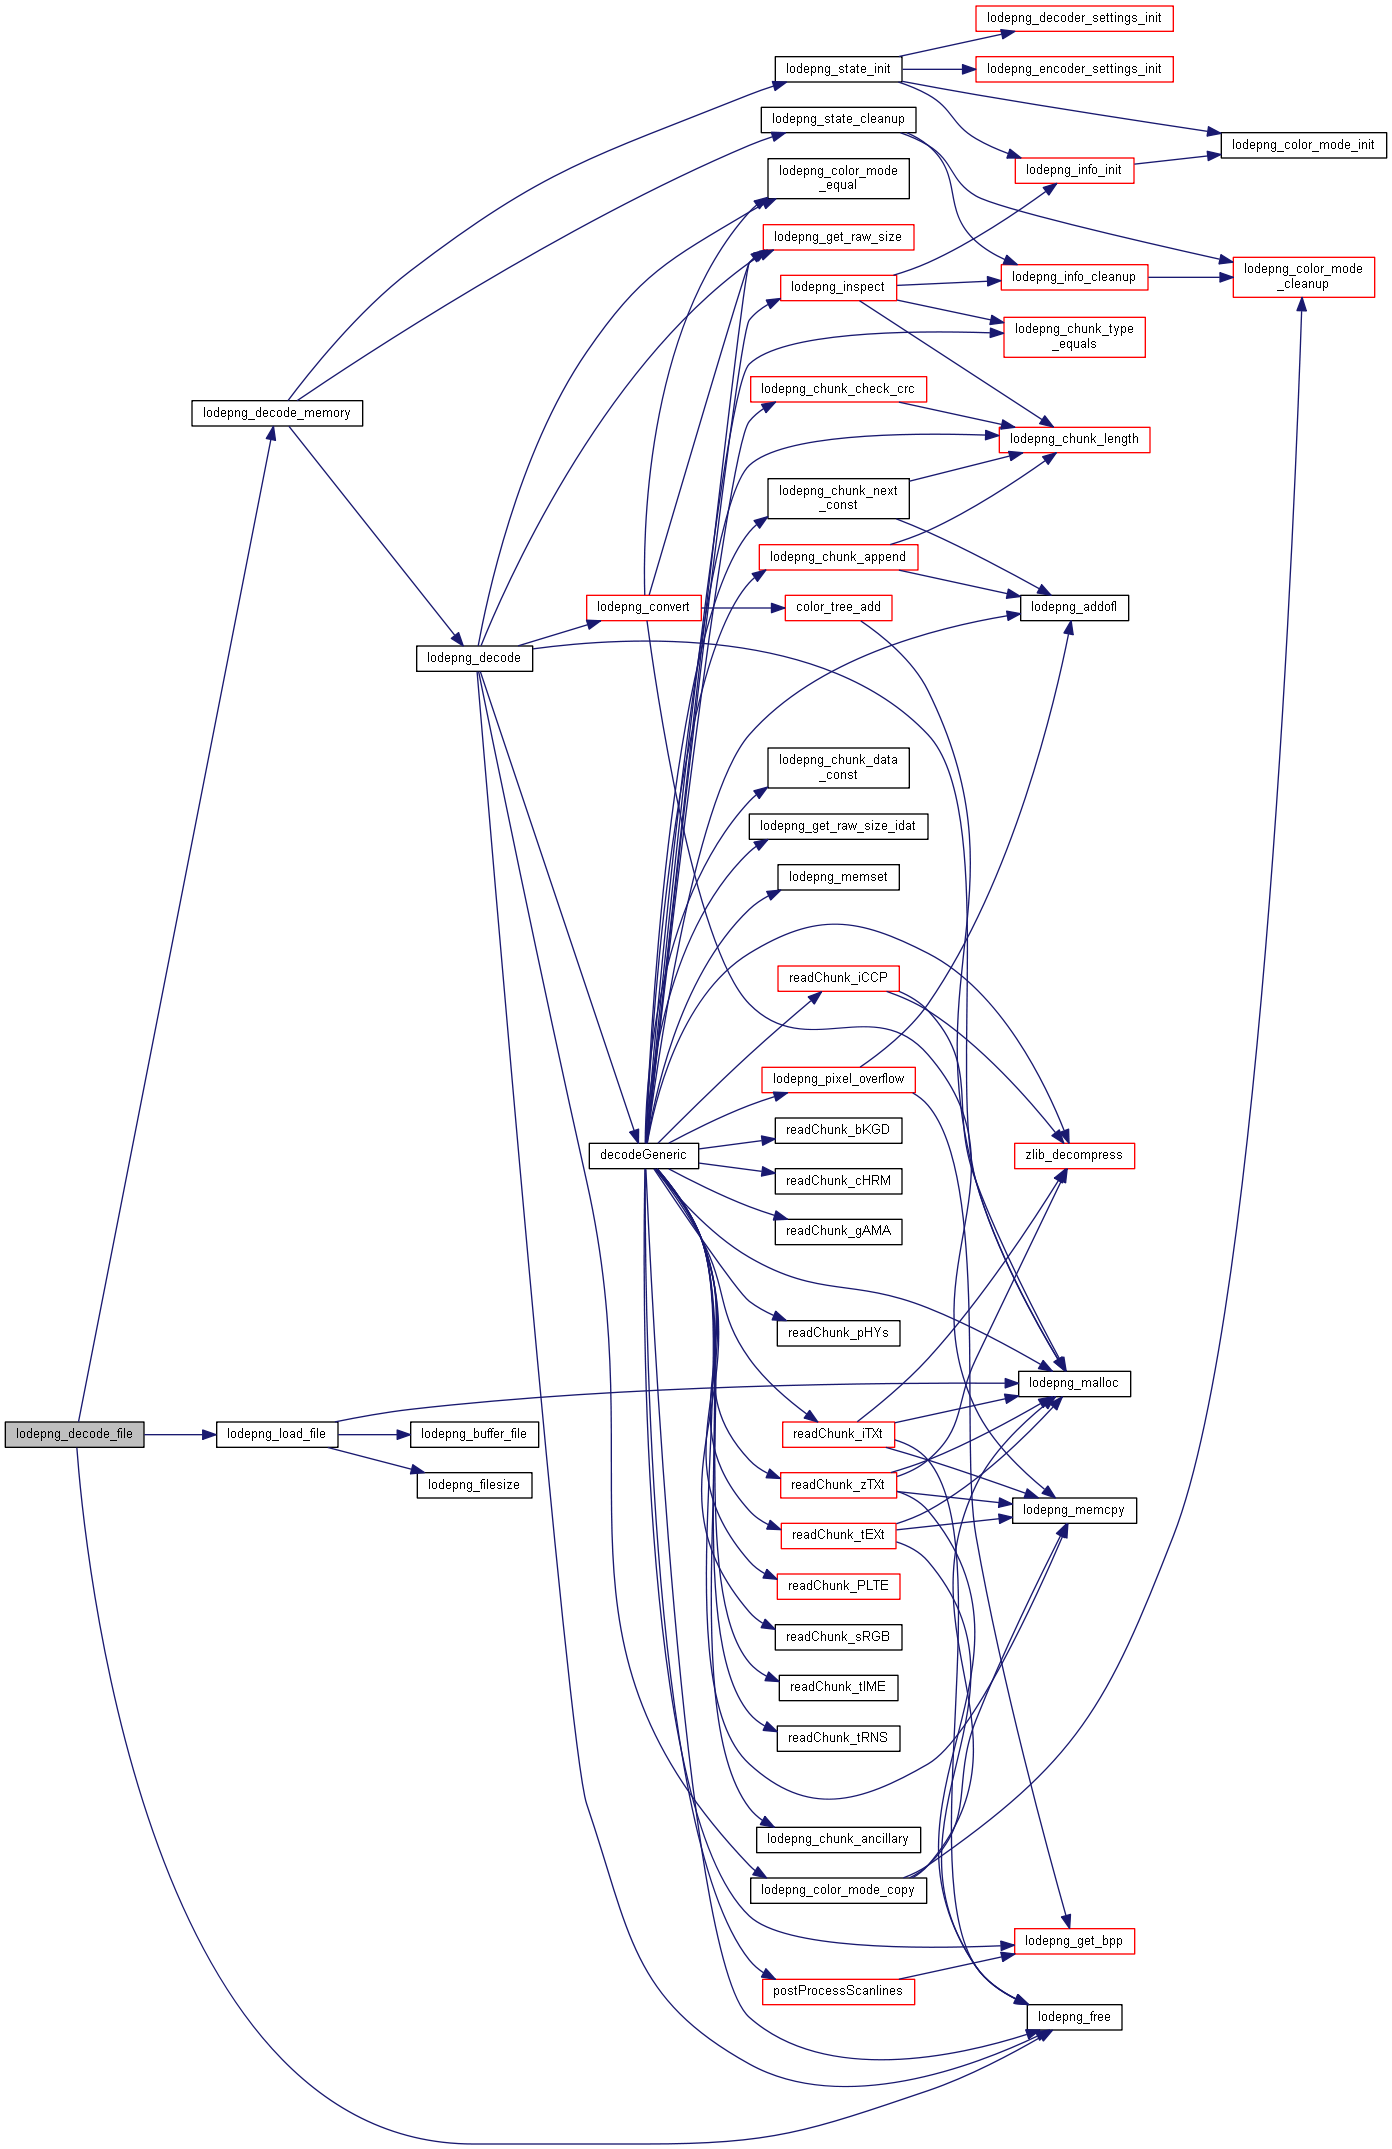 lodepng_decoder_settings_init
lodepng_state_init
lodepng_encoder_settings_init
lodepng_state_cleanup
lodepng_color_mode_init
lodepng_color_mode
_equal
lodepng_info_init
lodepng_get_raw_size
lodepng_inspect
lodepng_info_cleanup
lodepng_color_mode
_cleanup
lodepng_chunk_type
_equals
lodepng_chunk_check_crc
lodepng_decode_memory
lodepng_chunk_length
lodepng_chunk_next
_const
lodepng_chunk_append
lodepng_convert
color_tree_add
lodepng_addofl
lodepng_decode
lodepng_chunk_data
_const
lodepng_get_raw_size_idat
lodepng_memset
readChunk_iCCP
lodepng_pixel_overflow
readChunk_bKGD
decodeGeneric
zlib_decompress
readChunk_cHRM
readChunk_gAMA
readChunk_pHYs
lodepng_malloc
lodepng_decode_file
lodepng_load_file
lodepng_buffer_file
readChunk_iTXt
lodepng_filesize
readChunk_zTXt
lodepng_memcpy
readChunk_tEXt
readChunk_PLTE
readChunk_sRGB
readChunk_tIME
readChunk_tRNS
lodepng_chunk_ancillary
lodepng_color_mode_copy
lodepng_get_bpp
postProcessScanlines
lodepng_free